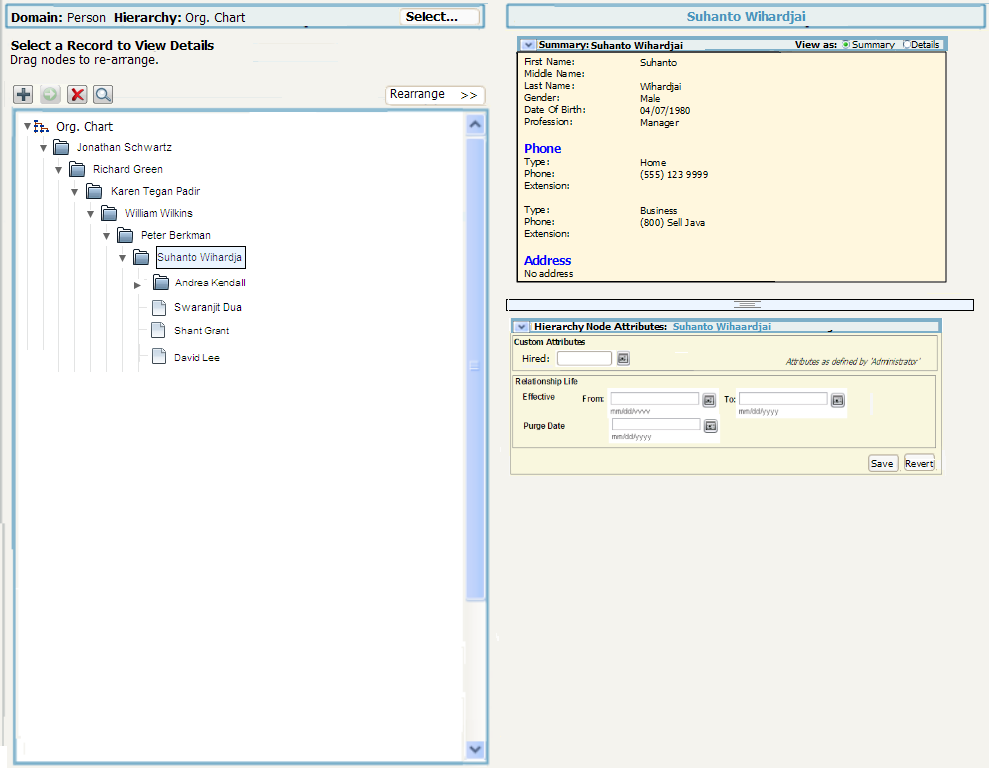 Domain: Person Hierarchy: Org. Chart Select...
Select a Record to View Details
Drag nodes to re-arrange.
Rearrange >>
Org. Chart
Jonathan Schwartz
Richard Green
Karen Tegan Padir
William Wilkins
Peter Berkman
Suhanto Wihardja
Andrea Kendall
Swaranjit Dua
Shant Grant
David Lee
Suhanto Wihardjai
Summary: Suhanto Wihardjai View as: Summary Details
First Name: Suhanto
Middle Name:
Last Name: Wihardjai
Gender: Male
Date Of Birth: 04/07/1980
Profession: Manager
Phone
Type: Home
Phone: (555) 123 9999
Extension:
Type: Business
Phone: (800) Sell Java
Extension:
Address
No address
Hierarchy Node Attributes: Suhanto Wihaardjai
Custom Attributes
Hired:
Attributes as defined by 'Administrator'
Relationship Life
Effective From: To:
mm/dd/yyyy mm/dd/yyyy
Purge Date
mm/dd/yyyy
Save Revert